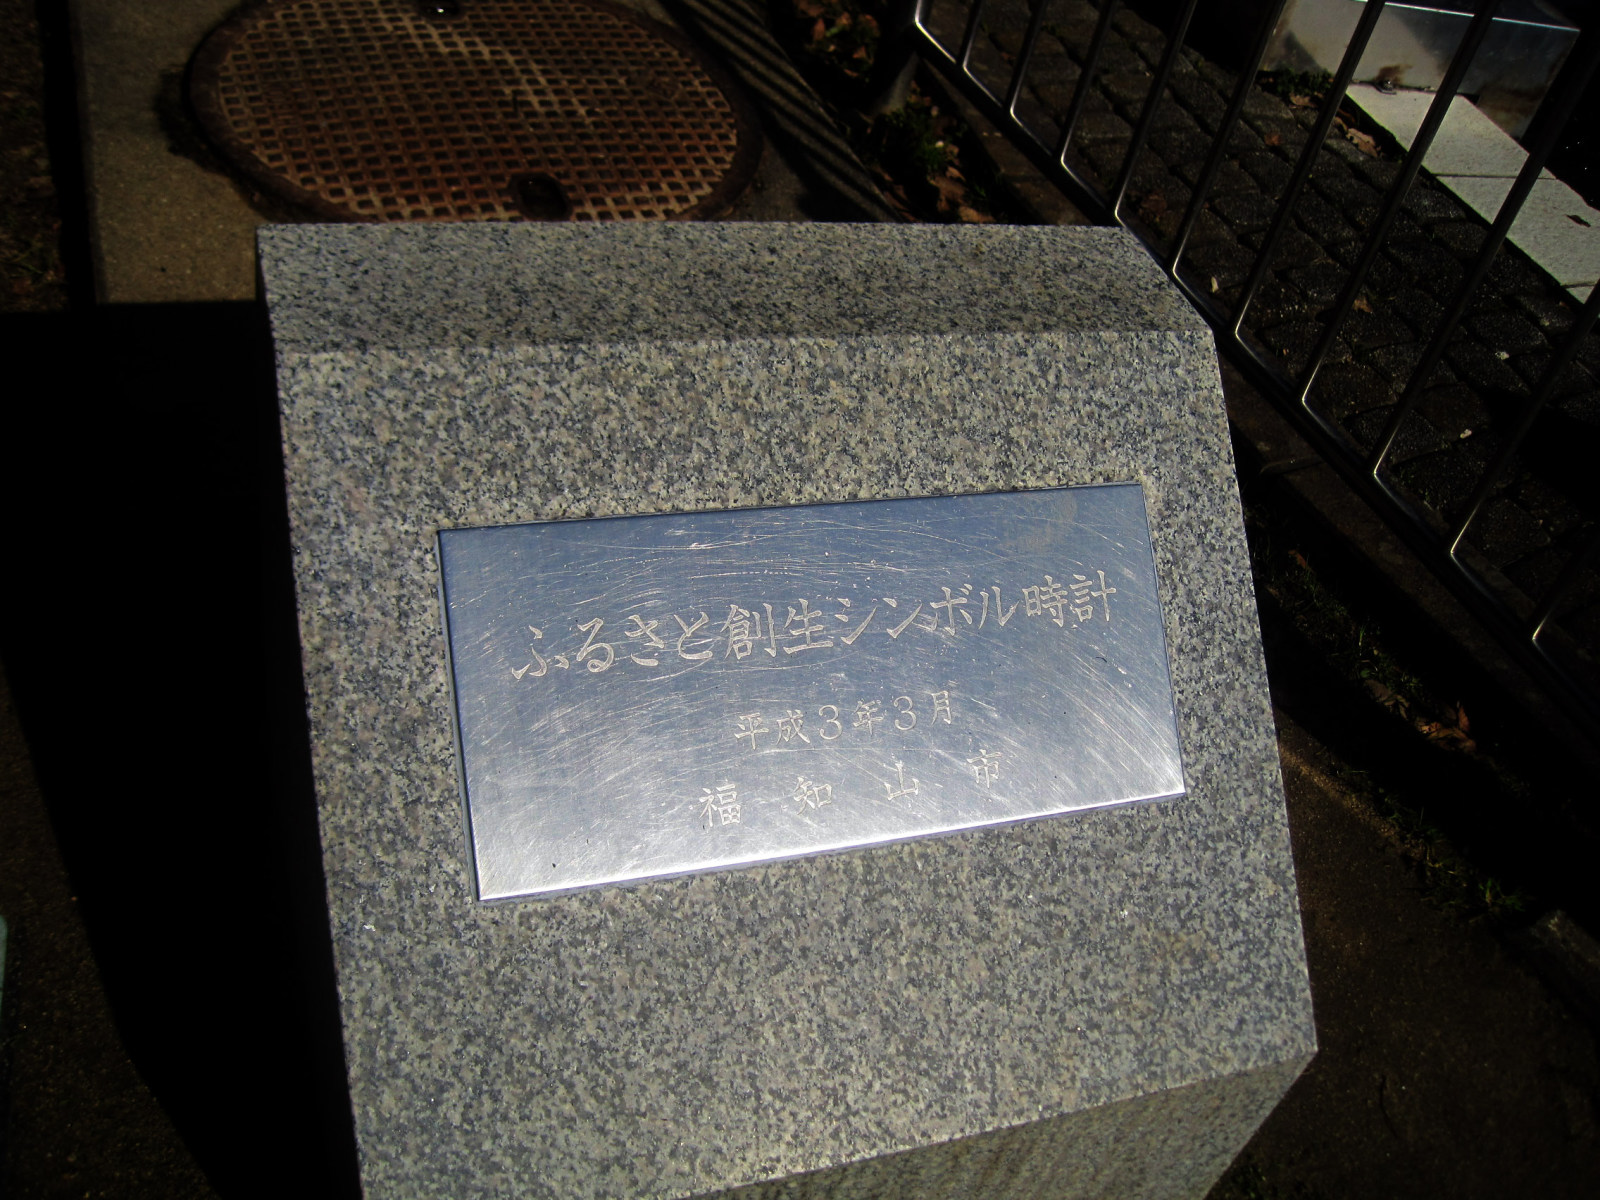 ふるさと創生シンボル時計
平成3年3月
福知山市